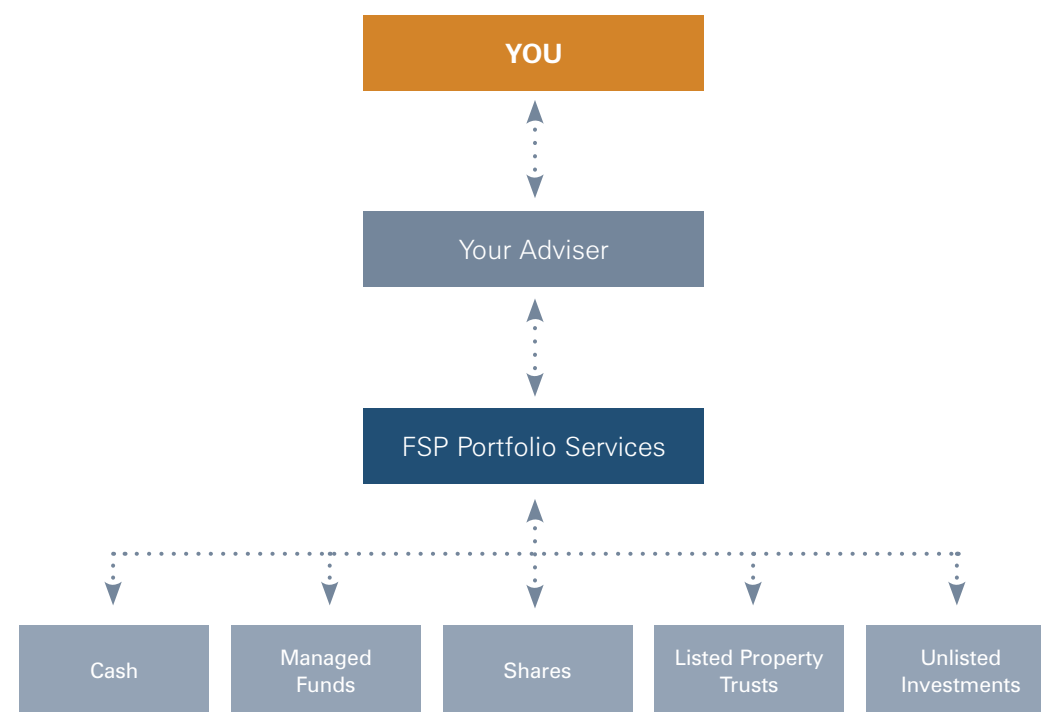 YOU
Your Adviser
FSP Portfolio Services
Cash
Managed
Funds
Shares
Listed Property
Trusts
Unlisted
Investments